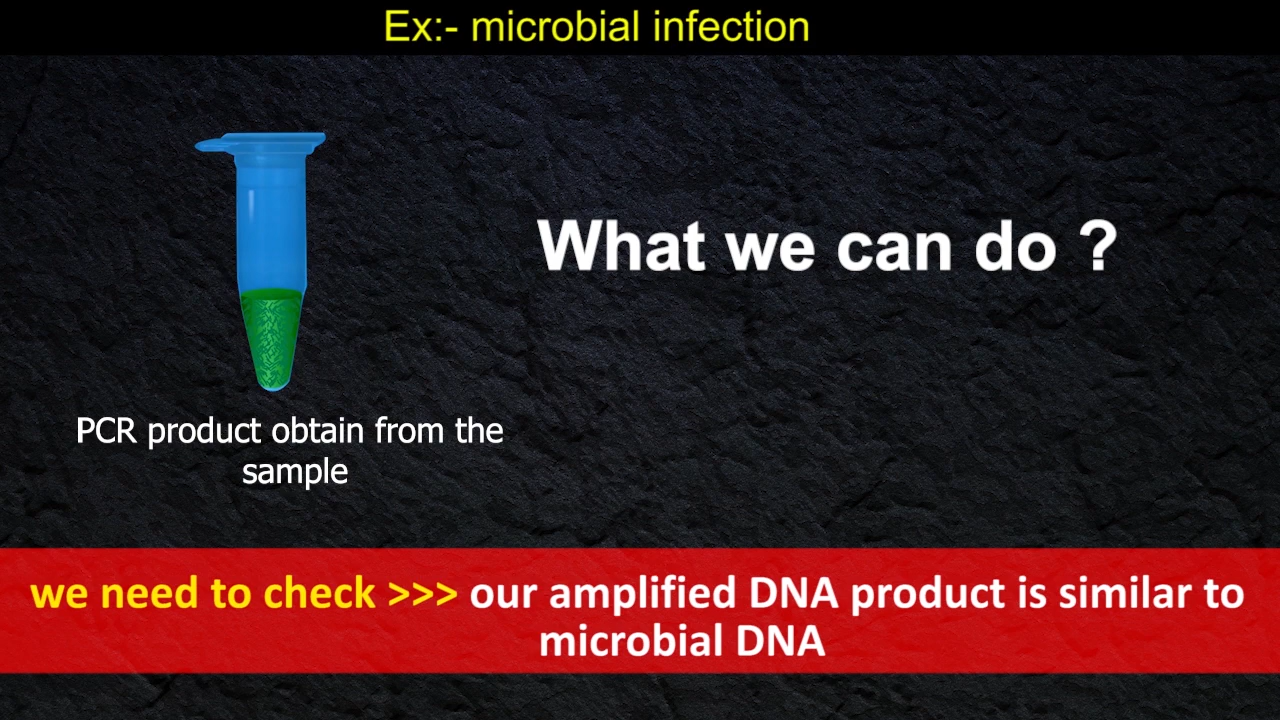 Ex:- microbial infection
What we can do ?
PCR product obtain from the
sample
we need to check >>> our amplified DNA product is similar to
microbial DNA